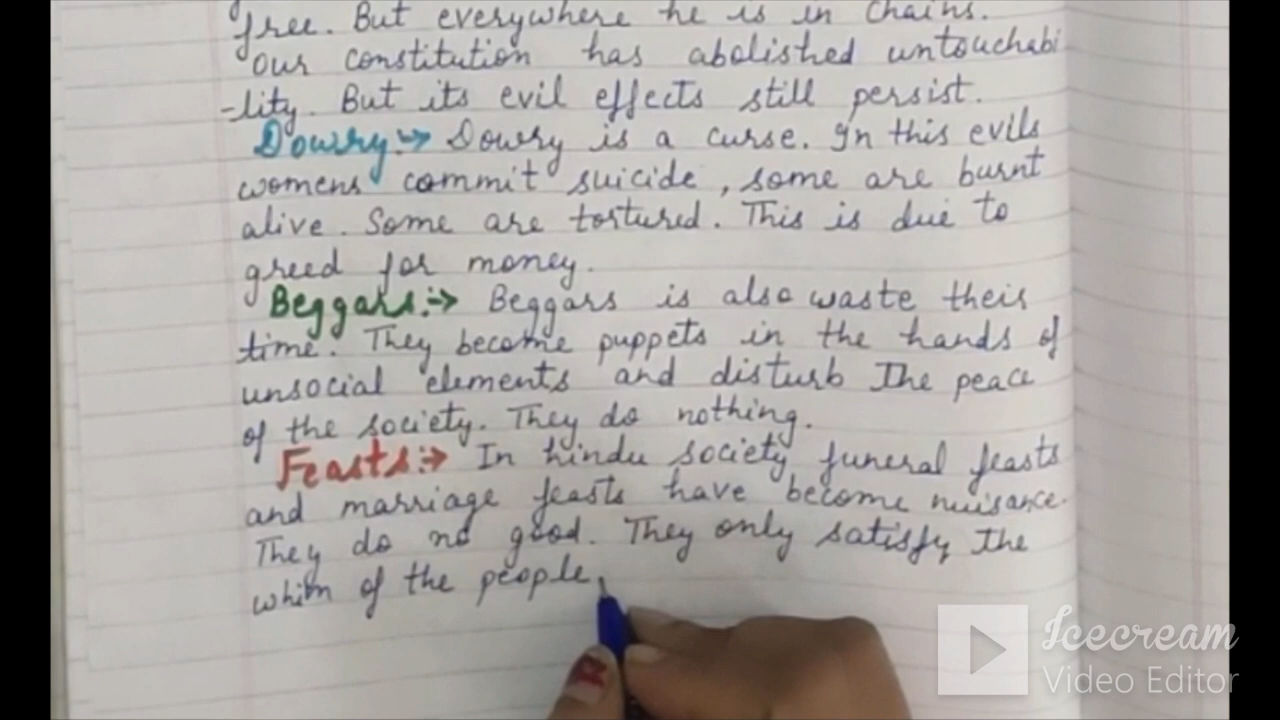 free. But everywhere he is in chains.
Our constitution has abolished untouchabi
-lity. But its evil effects still persist.
Dowry:-> Dowry is a curse. In this evils
womens commit suicide, some are burnt
alive. Some are tortured. This is due to
greed for money.
Beggars:-> Beggars is also waste their
time. They become puppets in the hands of
unsocial elements and disturb The peace
of the society. They do nothing.
Feasts:-> In hindu society funeral feasts
and marriage feasts have become nuisance.
They do no good. They only satisfy The
whim of the people,
Icecream
Video Editor